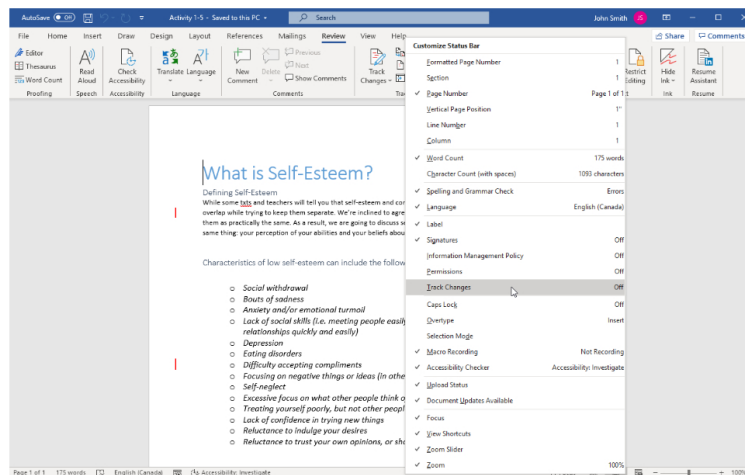 AutoSave Off
Activity 1-5 - Saved to this PC
Search
John Smith
JS
File Home Insert Draw Design Layout References Mailings Review View Help
Share Comments
Editor
Thesaurus
Word Count
Proofing
Read Aloud
Speech
Check Accessibility
Accessibility
Translate Language
Language
New Comment
Delete
Previous
Next
Show Comments
Comments
Track Changes
Restrict Editing
Hide Ink
Ink
Resume Assistant
Resume
What is Self-Esteem?
Defining Self-Esteem
While some txts and teachers will tell you that self-esteem and
overlap while trying to keep them separate. We're inclined to
them as practically the same. As a result, we are going to discuss
same thing: your perception of your abilities and your beliefs
Characteristics of low self-esteem can include the
o Social withdrawal
o Bouts of sadness
o Anxiety and/or emotional turmoil
o Lack of social skills (i.e. meeting people easily
relationships quickly and easily)
o Depression
o Eating disorders
o Difficulty accepting compliments
o Focusing on negative things or ideas (in
o Self-neglect
o Excessive focus on what other people think
o Treating yourself poorly, but not other
o Lack of confidence in trying new things
o Reluctance to indulge your desires
o Reluctance to trust your own opinions, or
Customize Status Bar
Formatted Page Number 1
Section 1
Page Number Page 1 of 1
Vertical Page Position 1"
Line Number 1
Column 1
Word Count 175 words
Character Count (with spaces) 1093 characters
Spelling and Grammar Check Errors
Language English (Canada)
Label
Signatures Off
Information Management Policy Off
Permissions Off
Track Changes Off
Caps Lock Off
Overtype Insert
Selection Mode
Macro Recording Not Recording
Accessibility Checker Accessibility: Investigate
Upload Status
Document Updates Available
Focus
View Shortcuts
Zoom Slider
Zoom 100%
Page 1 of 1 175 words English (Canada) Accessibility: Investigate 100%